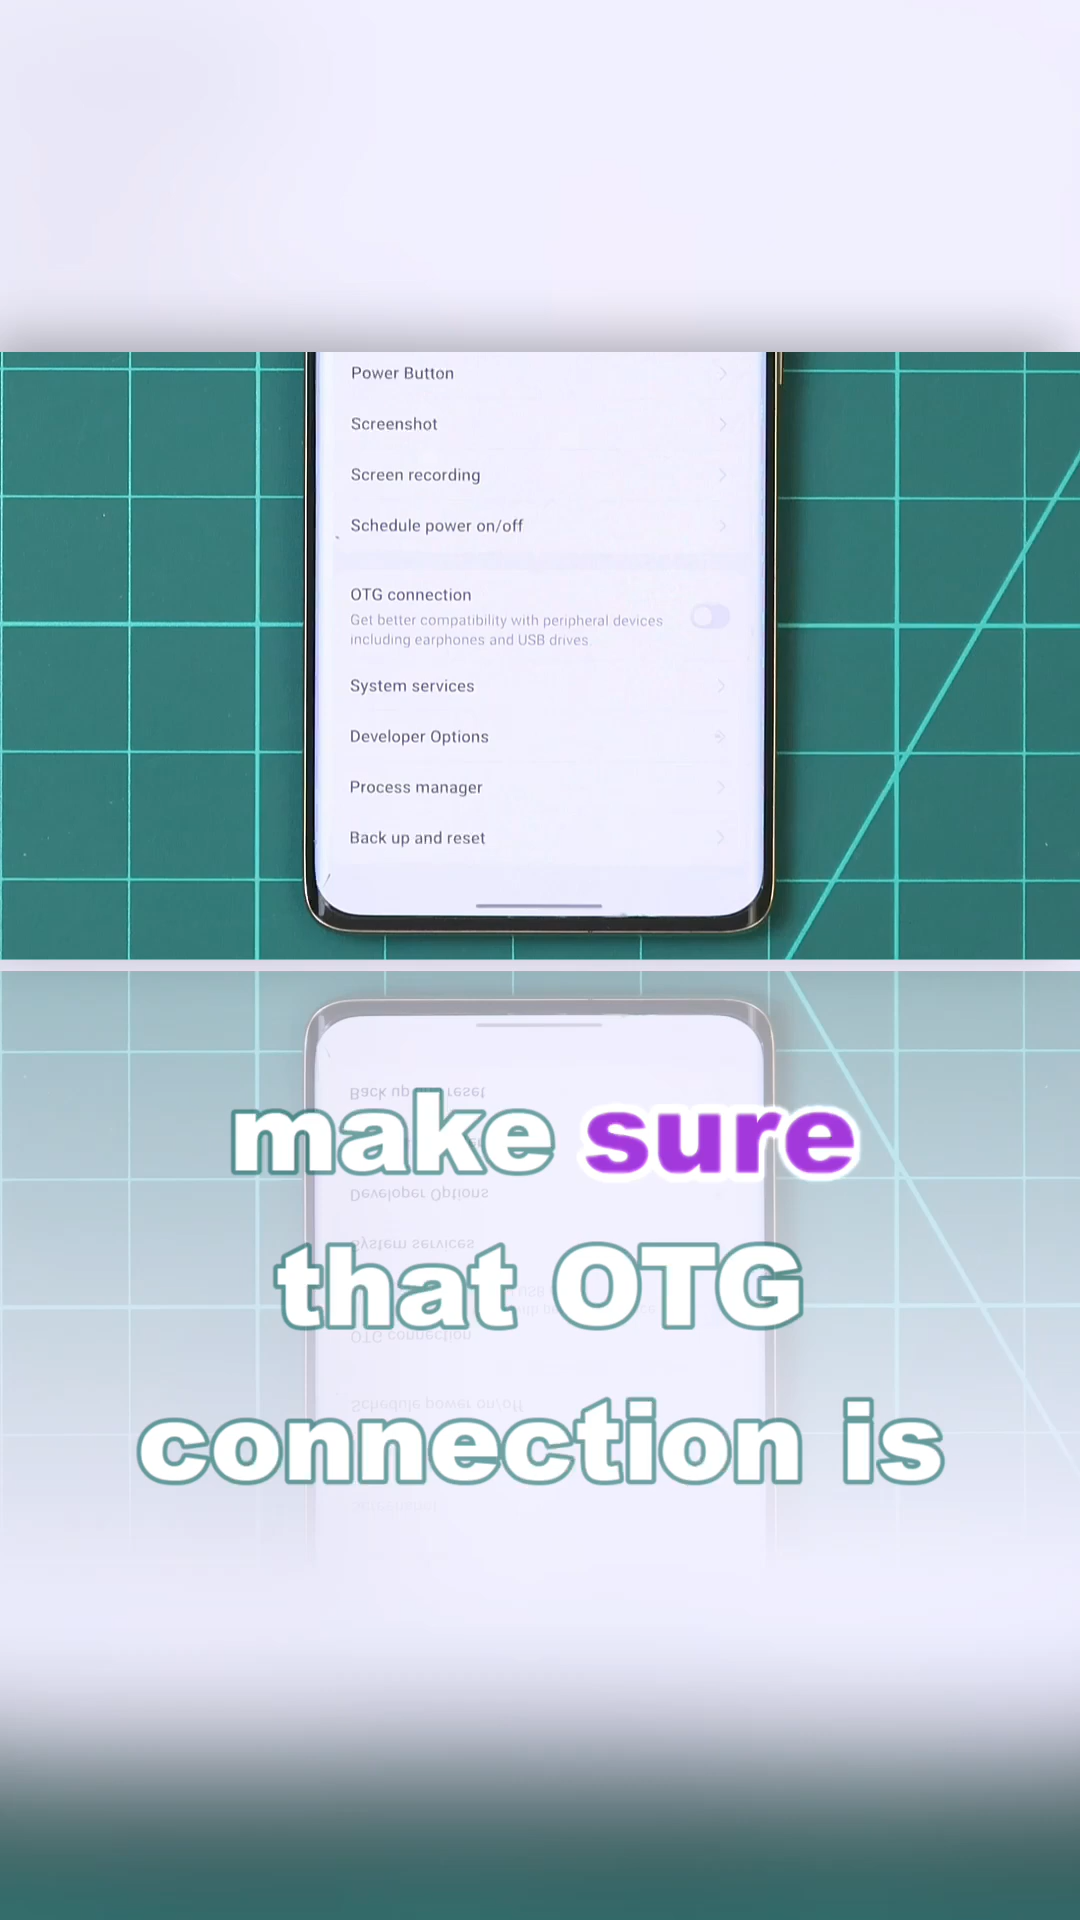 Power Button
Screenshot
Screen recording
Schedule power on/off
OTG connection
Get better compatibility with peripheral devices
including earphones and USB drives.
System services
Developer Options
Process manager
Back up and reset
make sure
that OTG
connection is